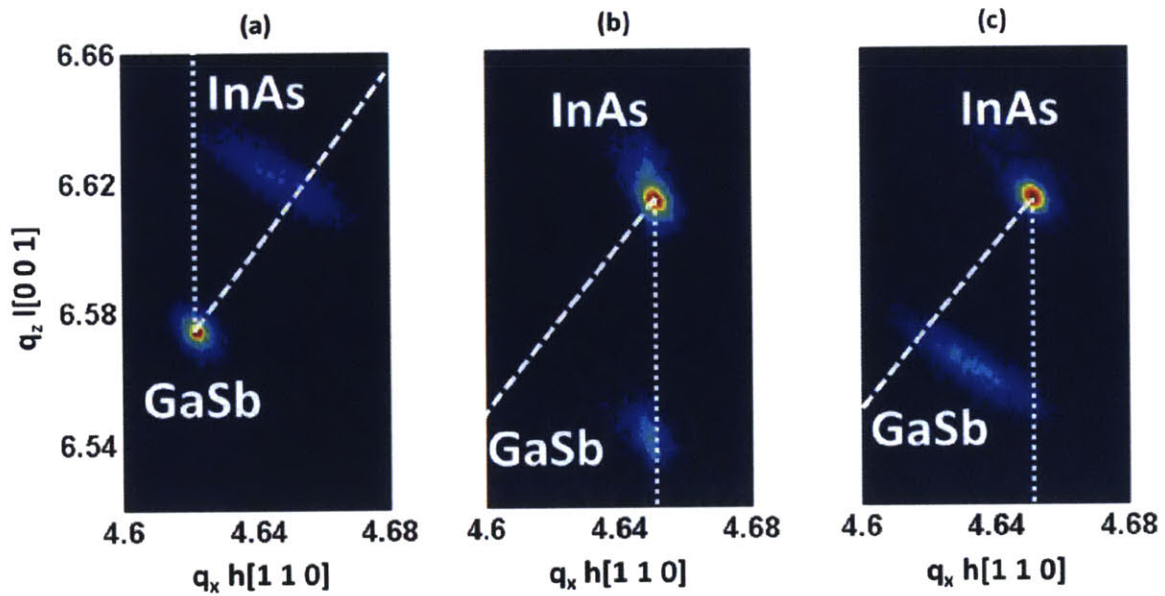 (a)
(b)
(c)
q_z l[0 0 1]
6.66
6.62
6.58
6.54
InAs
GaSb
InAs
GaSb
InAs
GaSb
4.6 4.64 4.68
4.6 4.64 4.68
4.6 4.64 4.68
q_x h[1 1 0]
q_x h[1 1 0]
q_x h[1 1 0]